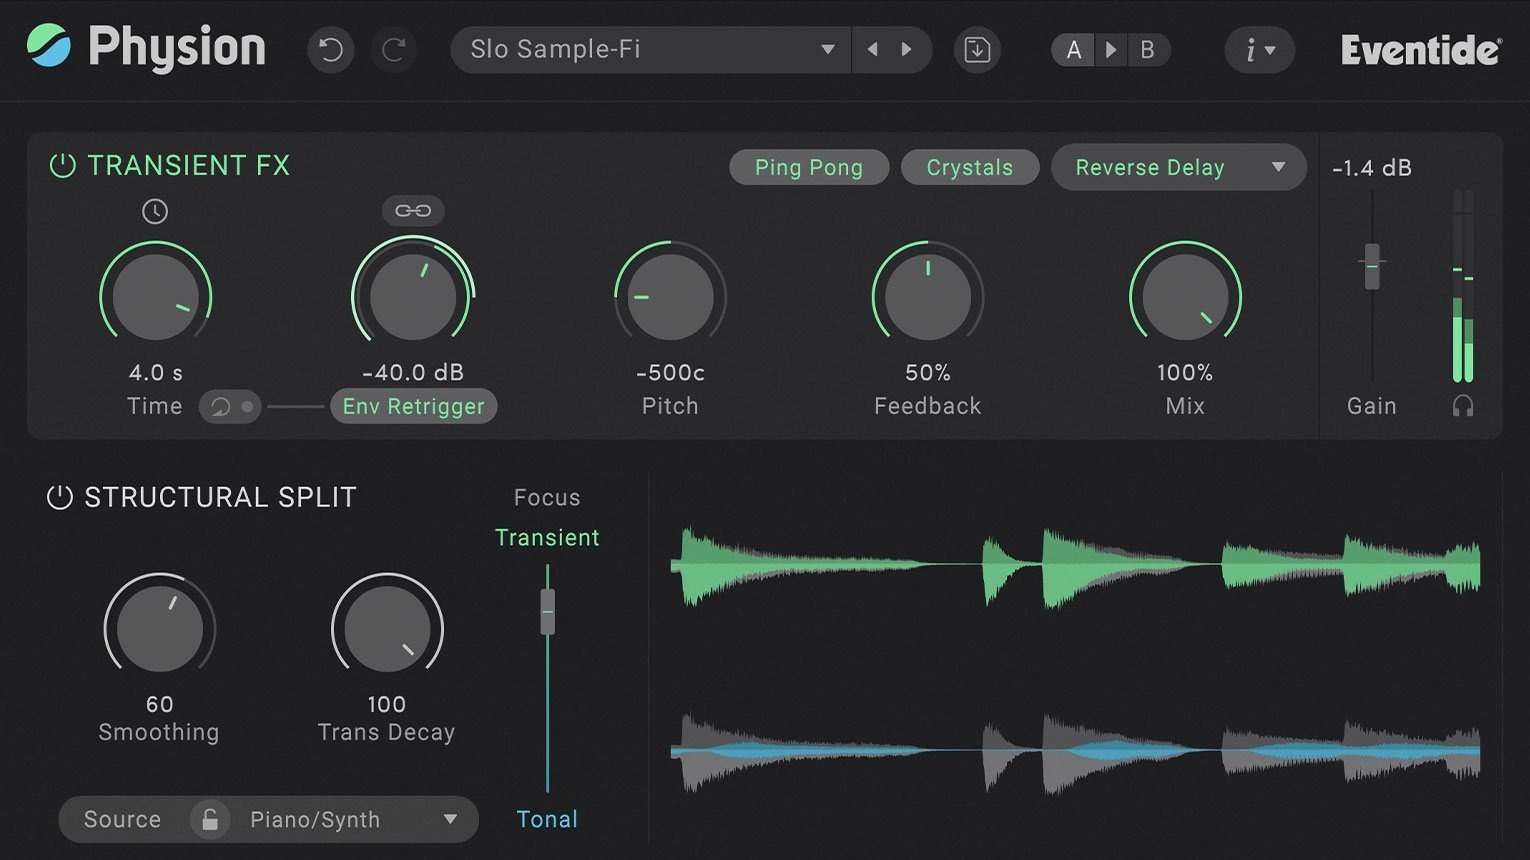 Physion
Slo Sample-Fi
A B
i
Eventide®
TRANSIENT FX
Ping Pong
Crystals
Reverse Delay
-1.4 dB
4.0 s
-40.0 dB
-500c
50%
100%
Time
Env Retrigger
Pitch
Feedback
Mix
Gain
STRUCTURAL SPLIT
Focus
Transient
60
100
Smoothing
Trans Decay
Source
Piano/Synth
Tonal